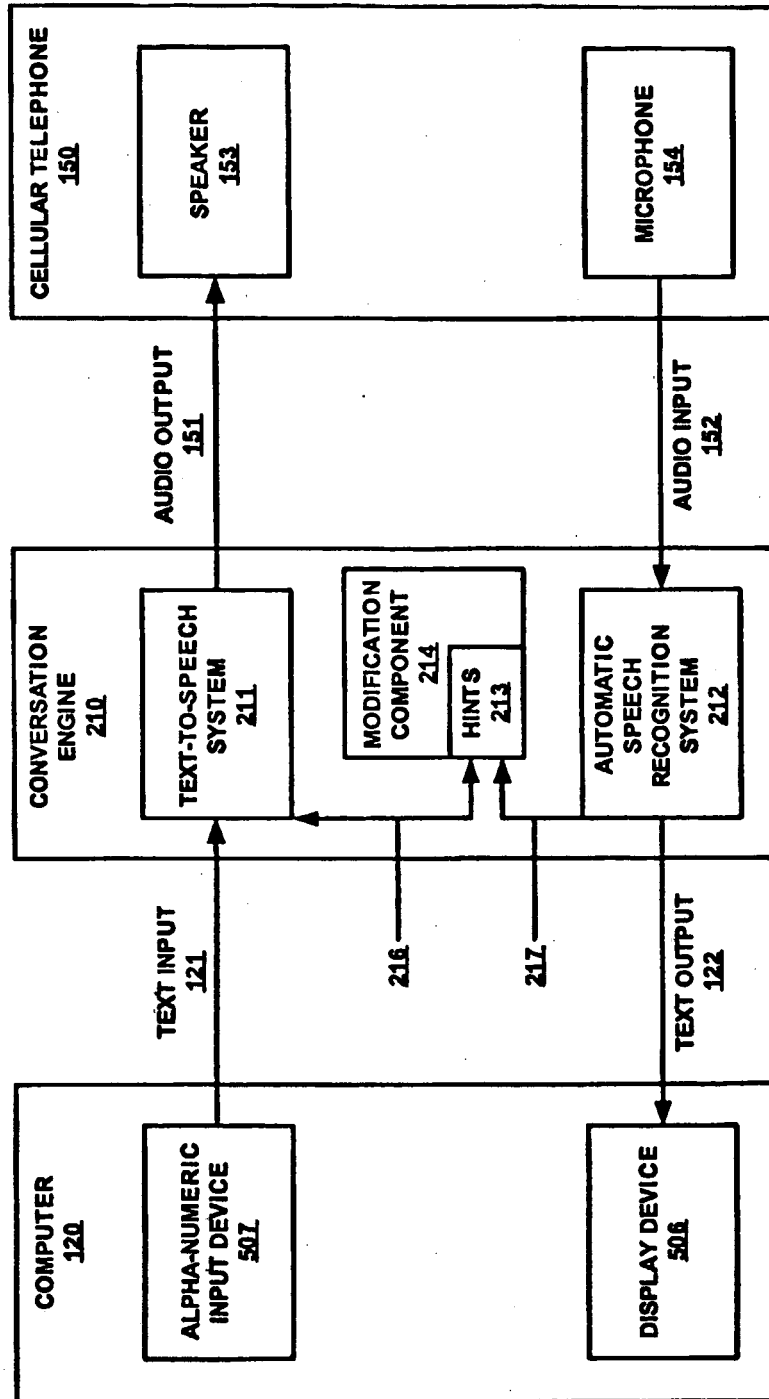 COMPUTER
120
ALPHA-NUMERIC
INPUT DEVICE
507
DISPLAY DEVICE
506
TEXT INPUT
121
216
217
TEXT OUTPUT
122
CONVERSATION
ENGINE
210
TEXT-TO-SPEECH
SYSTEM
211
MODIFICATION
COMPONENT
214
HINTS
213
AUTOMATIC
SPEECH
RECOGNITION
SYSTEM
212
AUDIO OUTPUT
151
AUDIO INPUT
152
CELLULAR TELEPHONE
150
SPEAKER
153
MICROPHONE
154